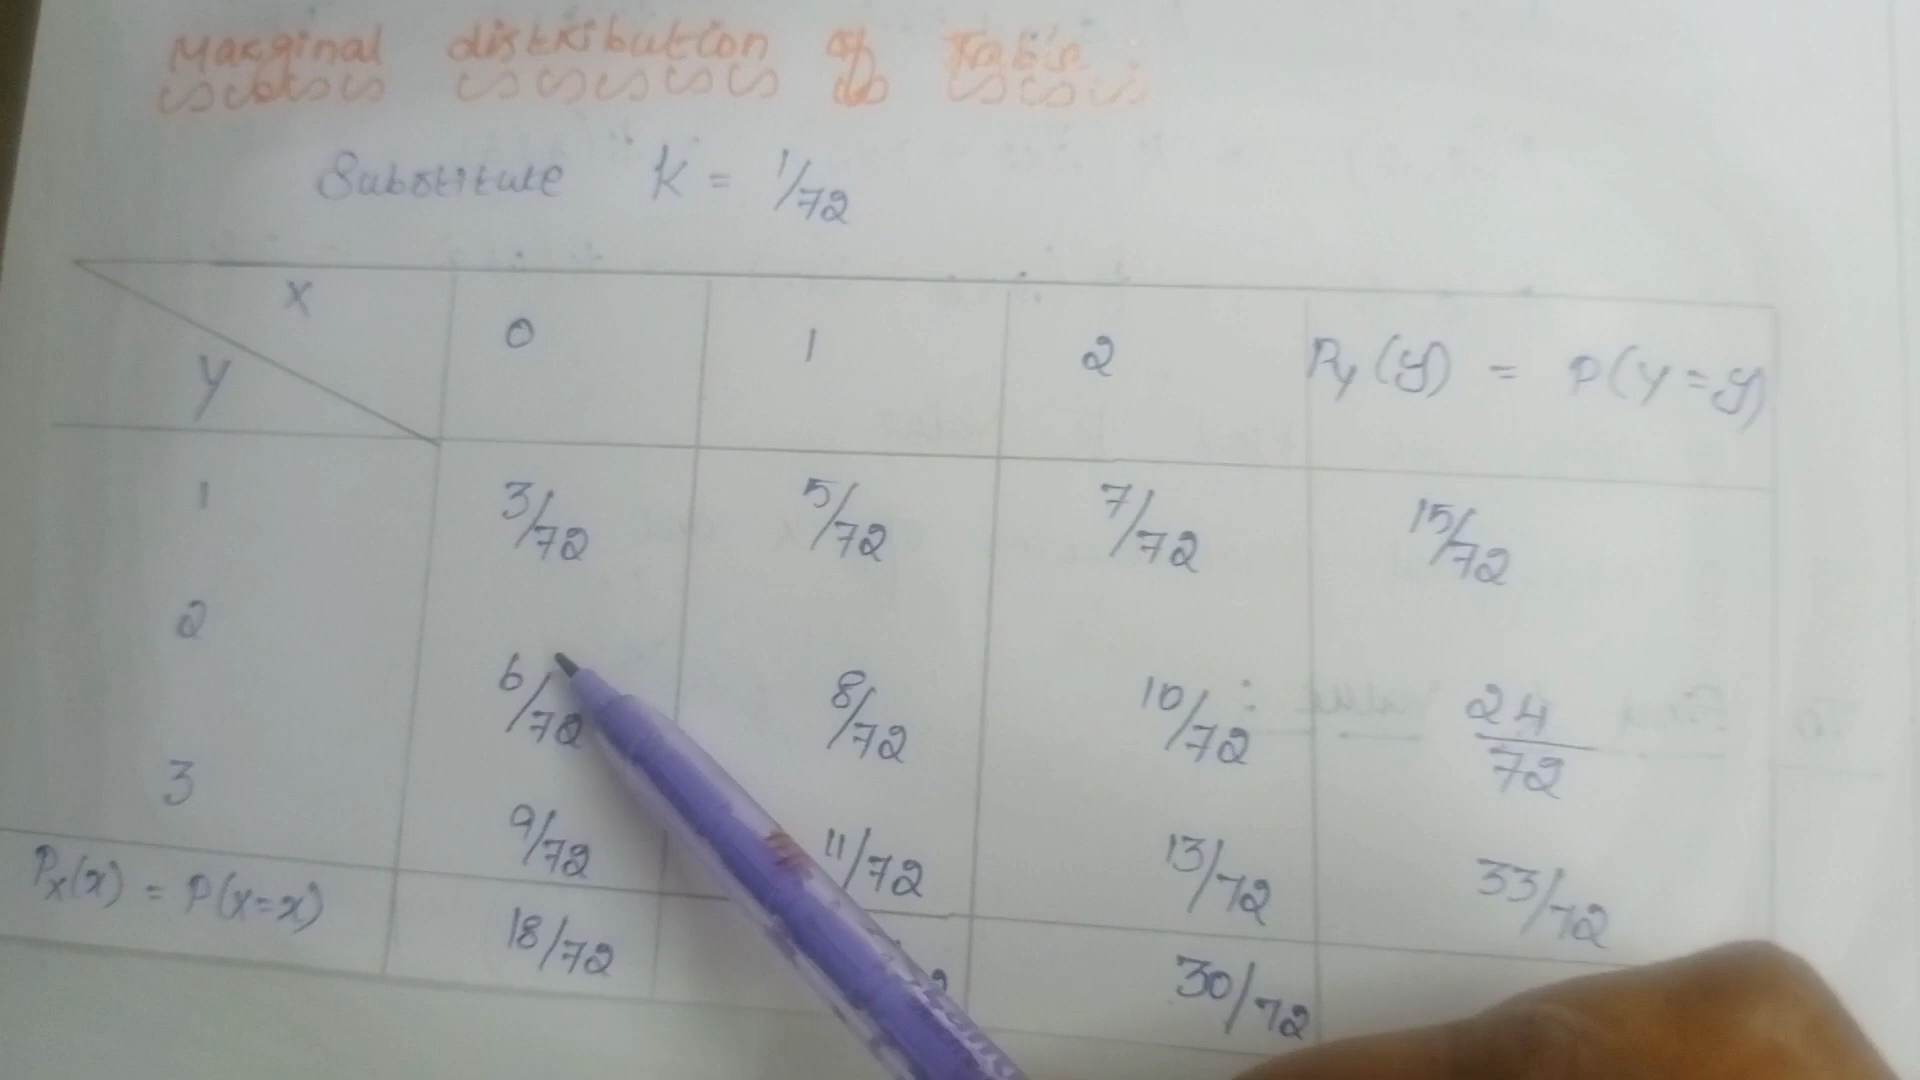 Marginal distribution of Table :
Substitute K = 1/72
X Y 0 1 2 Py(y) = P(Y=y)
1 3/72 5/72 7/72 15/72
2 6/72 8/72 10/72 24/72
3 9/72 11/72 13/72 33/72
Px(x) = P(X=x) 18/72 30/72